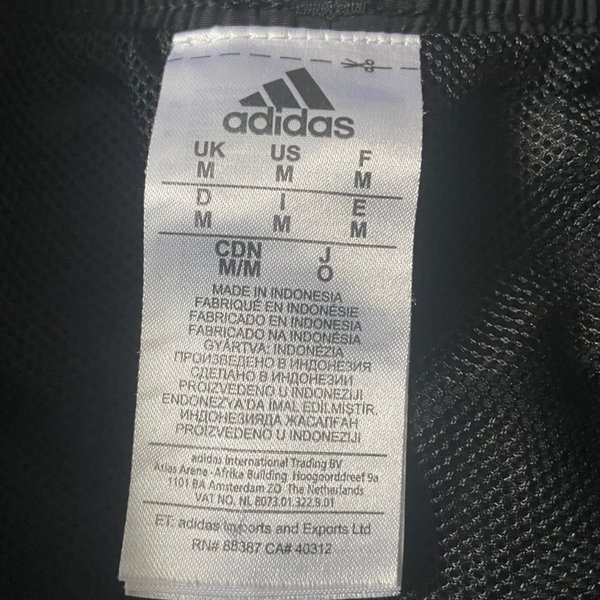 adidas
UK US F
M M M
D I E
M M M
CDN J
M/M O
MADE IN INDONESIA
FABRIQUÉ EN INDONÉSIE
FABRICADO EN INDONESIA
FABRICADO NA INDONÉSIA
GYÁRTVA: INDONÉZIA
ПРОИЗВЕДЕНО В ИНДОНЕЗИЯ
СДЕЛАНО В ИНДОНЕЗИИ
PROIZVEDENO U INDONEZIJI
ENDONEZYA'DA IMAL EDİLMİŞTİR.
ИНДОНЕЗИЯДА ЖАСАЛҒАН
PROIZVEDENO U INDONEZIJI
adidas International Trading BV
Atlas Arena - Afrika Building Hoogoorddreef 9a
1101 BA Amsterdam ZO The Netherlands
VAT NO. NL 8073.01.322.B.01
ET: adidas Imports and Exports Ltd
RN# 88387 CA# 40312